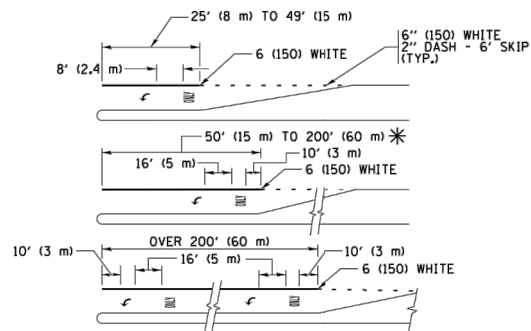 25' (8 m) TO 49' (15 m)
6" (150) WHITE
2" DASH - 6' SKIP
(TYP.)
6 (150) WHITE
8' (2.4 m)
ONLY
50' (15 m) TO 200' (60 m) *
10' (3 m)
16' (5 m)
6 (150) WHITE
ONLY
OVER 200' (60 m)
10' (3 m)
10' (3 m)
16' (5 m)
6 (150) WHITE
ONLY
ONLY